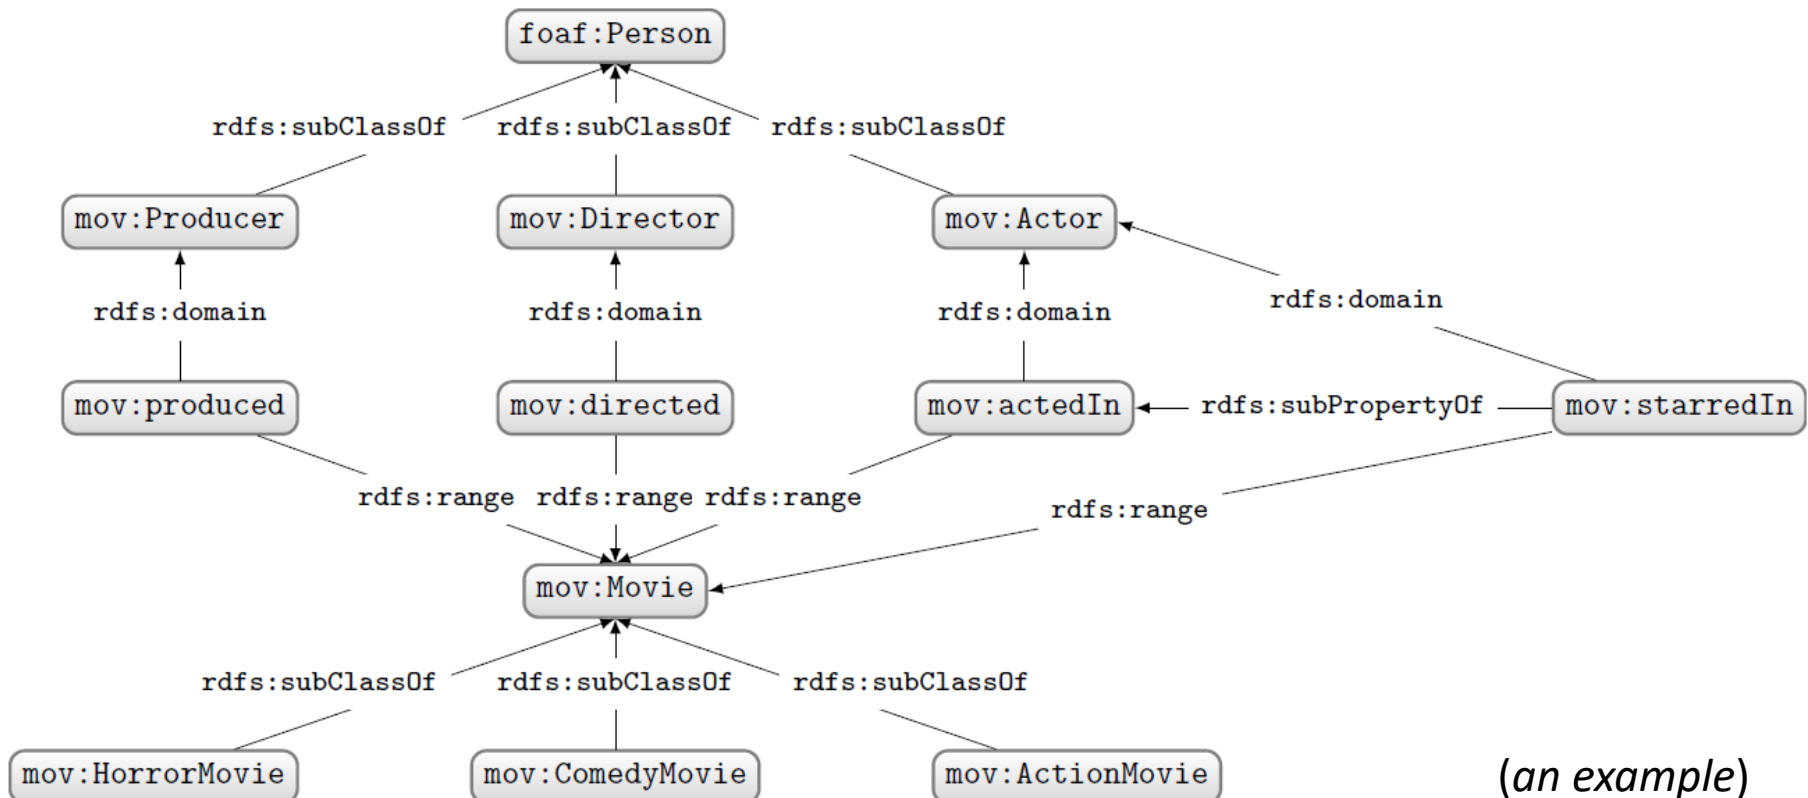 foaf:Person
rdfs:subClassOf rdfs:subClassOf rdfs:subClassOf
mov:Producer mov:Director mov:Actor
rdfs:domain rdfs:domain rdfs:domain rdfs:domain
mov:produced mov:directed mov:actedIn rdfs:subPropertyOf mov:starredIn
rdfs:range rdfs:range rdfs:range rdfs:range
mov:Movie
rdfs:subClassOf rdfs:subClassOf rdfs:subClassOf
mov:HorrorMovie mov:ComedyMovie mov:ActionMovie (an example)